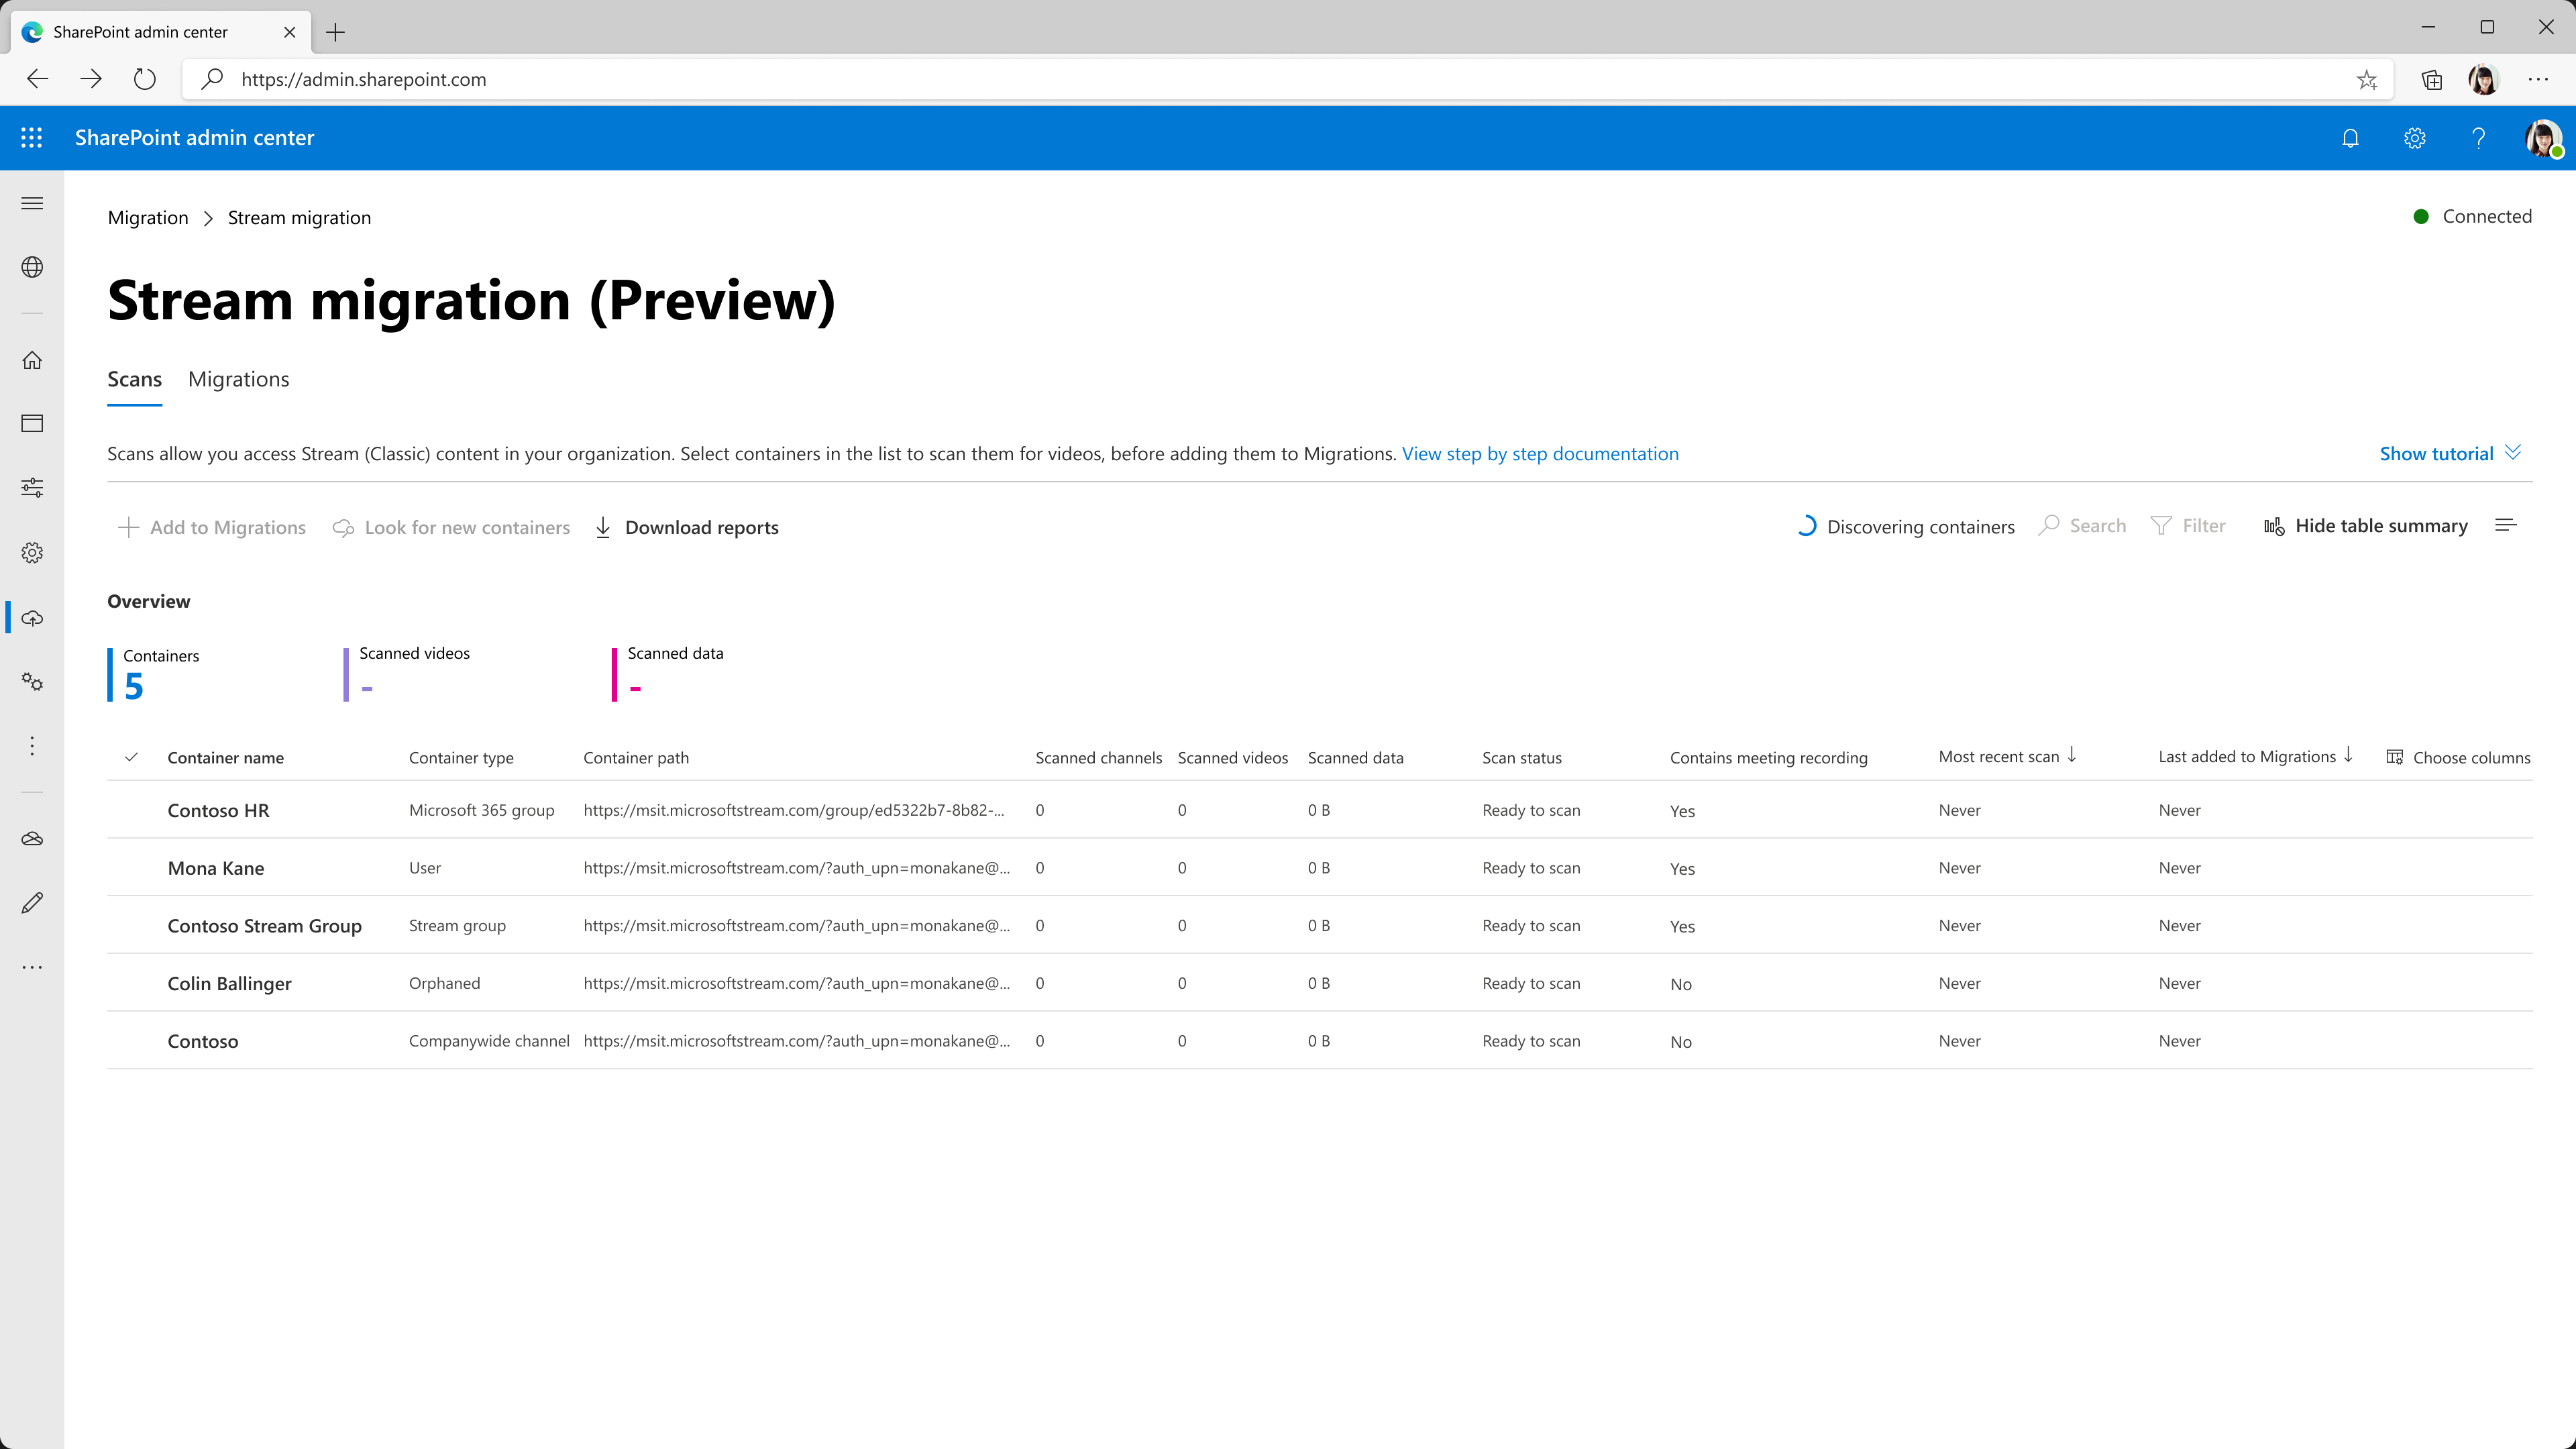 SharePoint admin center
https://admin.sharepoint.com
SharePoint admin center
Migration Stream migration
Connected
Stream migration (Preview)
Scans Migrations
Scans allow you access Stream (Classic) content in your organization. Select containers in the list to scan them for videos, before adding them to Migrations. View step by step documentation Show tutorial
Add to Migrations Look for new containers Download reports Discovering containers Search Filter Hide table summary
Overview
Containers Scanned videos Scanned data
5 - -
Container name Container type Container path Scanned channels Scanned videos Scanned data Scan status Contains meeting recording Most recent scan ↓ Last added to Migrations ↓ Choose columns
Contoso HR Microsoft 365 group https://msit.microsoftstream.com/group/ed5322b7-8b82-... 0 0 0 B Ready to scan Yes Never Never
Mona Kane User https://msit.microsoftstream.com/?auth_upn=monakane@... 0 0 0 B Ready to scan Yes Never Never
Contoso Stream Group Stream group https://msit.microsoftstream.com/?auth_upn=monakane@... 0 0 0 B Ready to scan Yes Never Never
Colin Ballinger Orphaned https://msit.microsoftstream.com/?auth_upn=monakane@... 0 0 0 B Ready to scan No Never Never
Contoso Companywide channel https://msit.microsoftstream.com/?auth_upn=monakane@... 0 0 0 B Ready to scan No Never Never